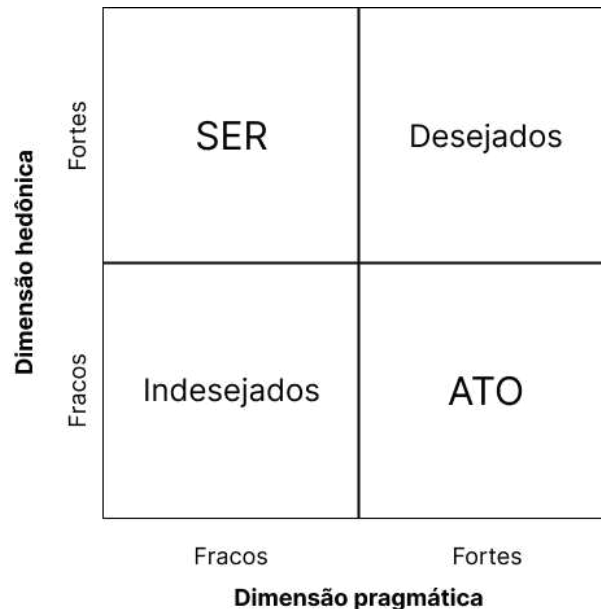 Dimensão hedônica
Fortes
Fracos
SER
Desejados
Indesejados
ATO
Fracos
Fortes
Dimensão pragmática